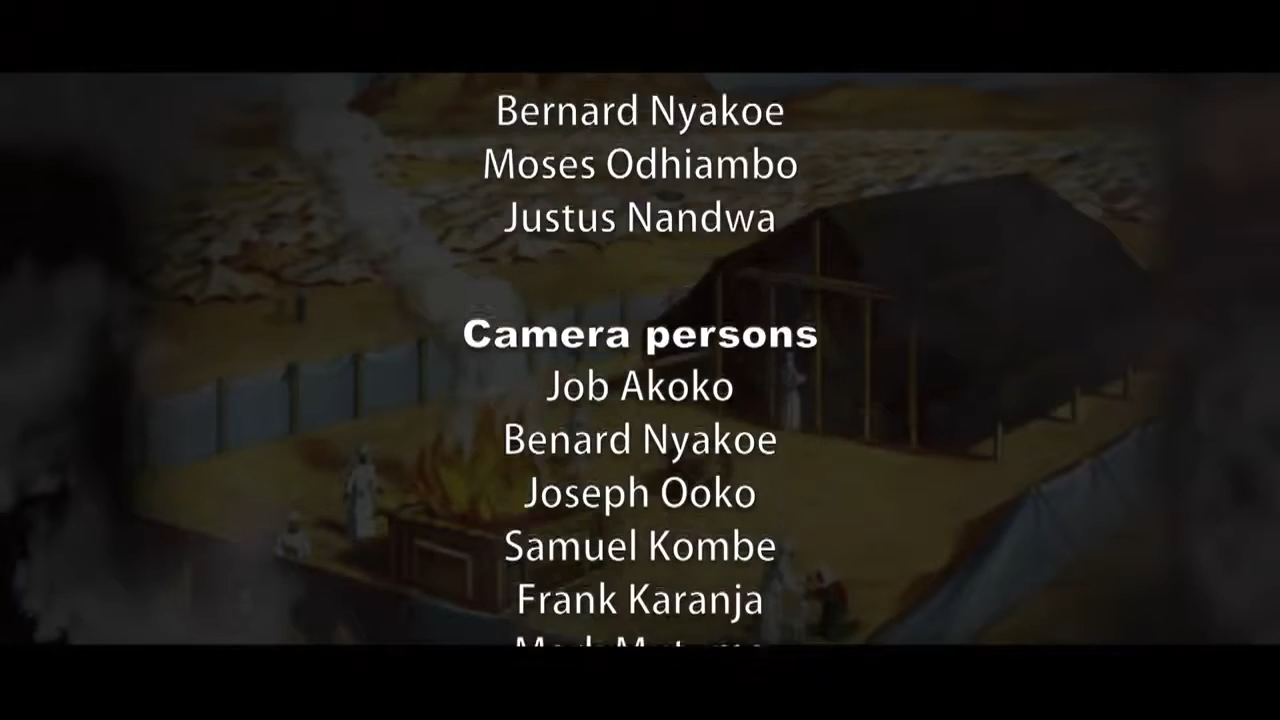 Bernard Nyakoe
Moses Odhiambo
Justus Nandwa
Camera persons
Job Akoko
Benard Nyakoe
Joseph Ooko
Samuel Kombe
Frank Karanja